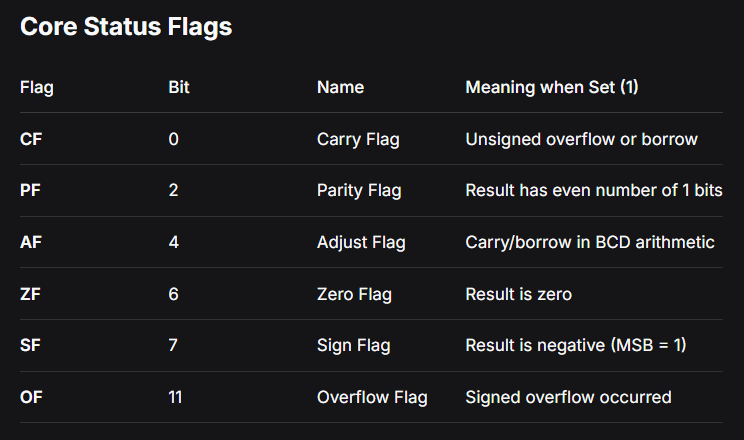 Core Status Flags
Flag Bit Name Meaning when Set (1)
CF 0 Carry Flag Unsigned overflow or borrow
PF 2 Parity Flag Result has even number of 1 bits
AF 4 Adjust Flag Carry/borrow in BCD arithmetic
ZF 6 Zero Flag Result is zero
SF 7 Sign Flag Result is negative (MSB = 1)
OF 11 Overflow Flag Signed overflow occurred